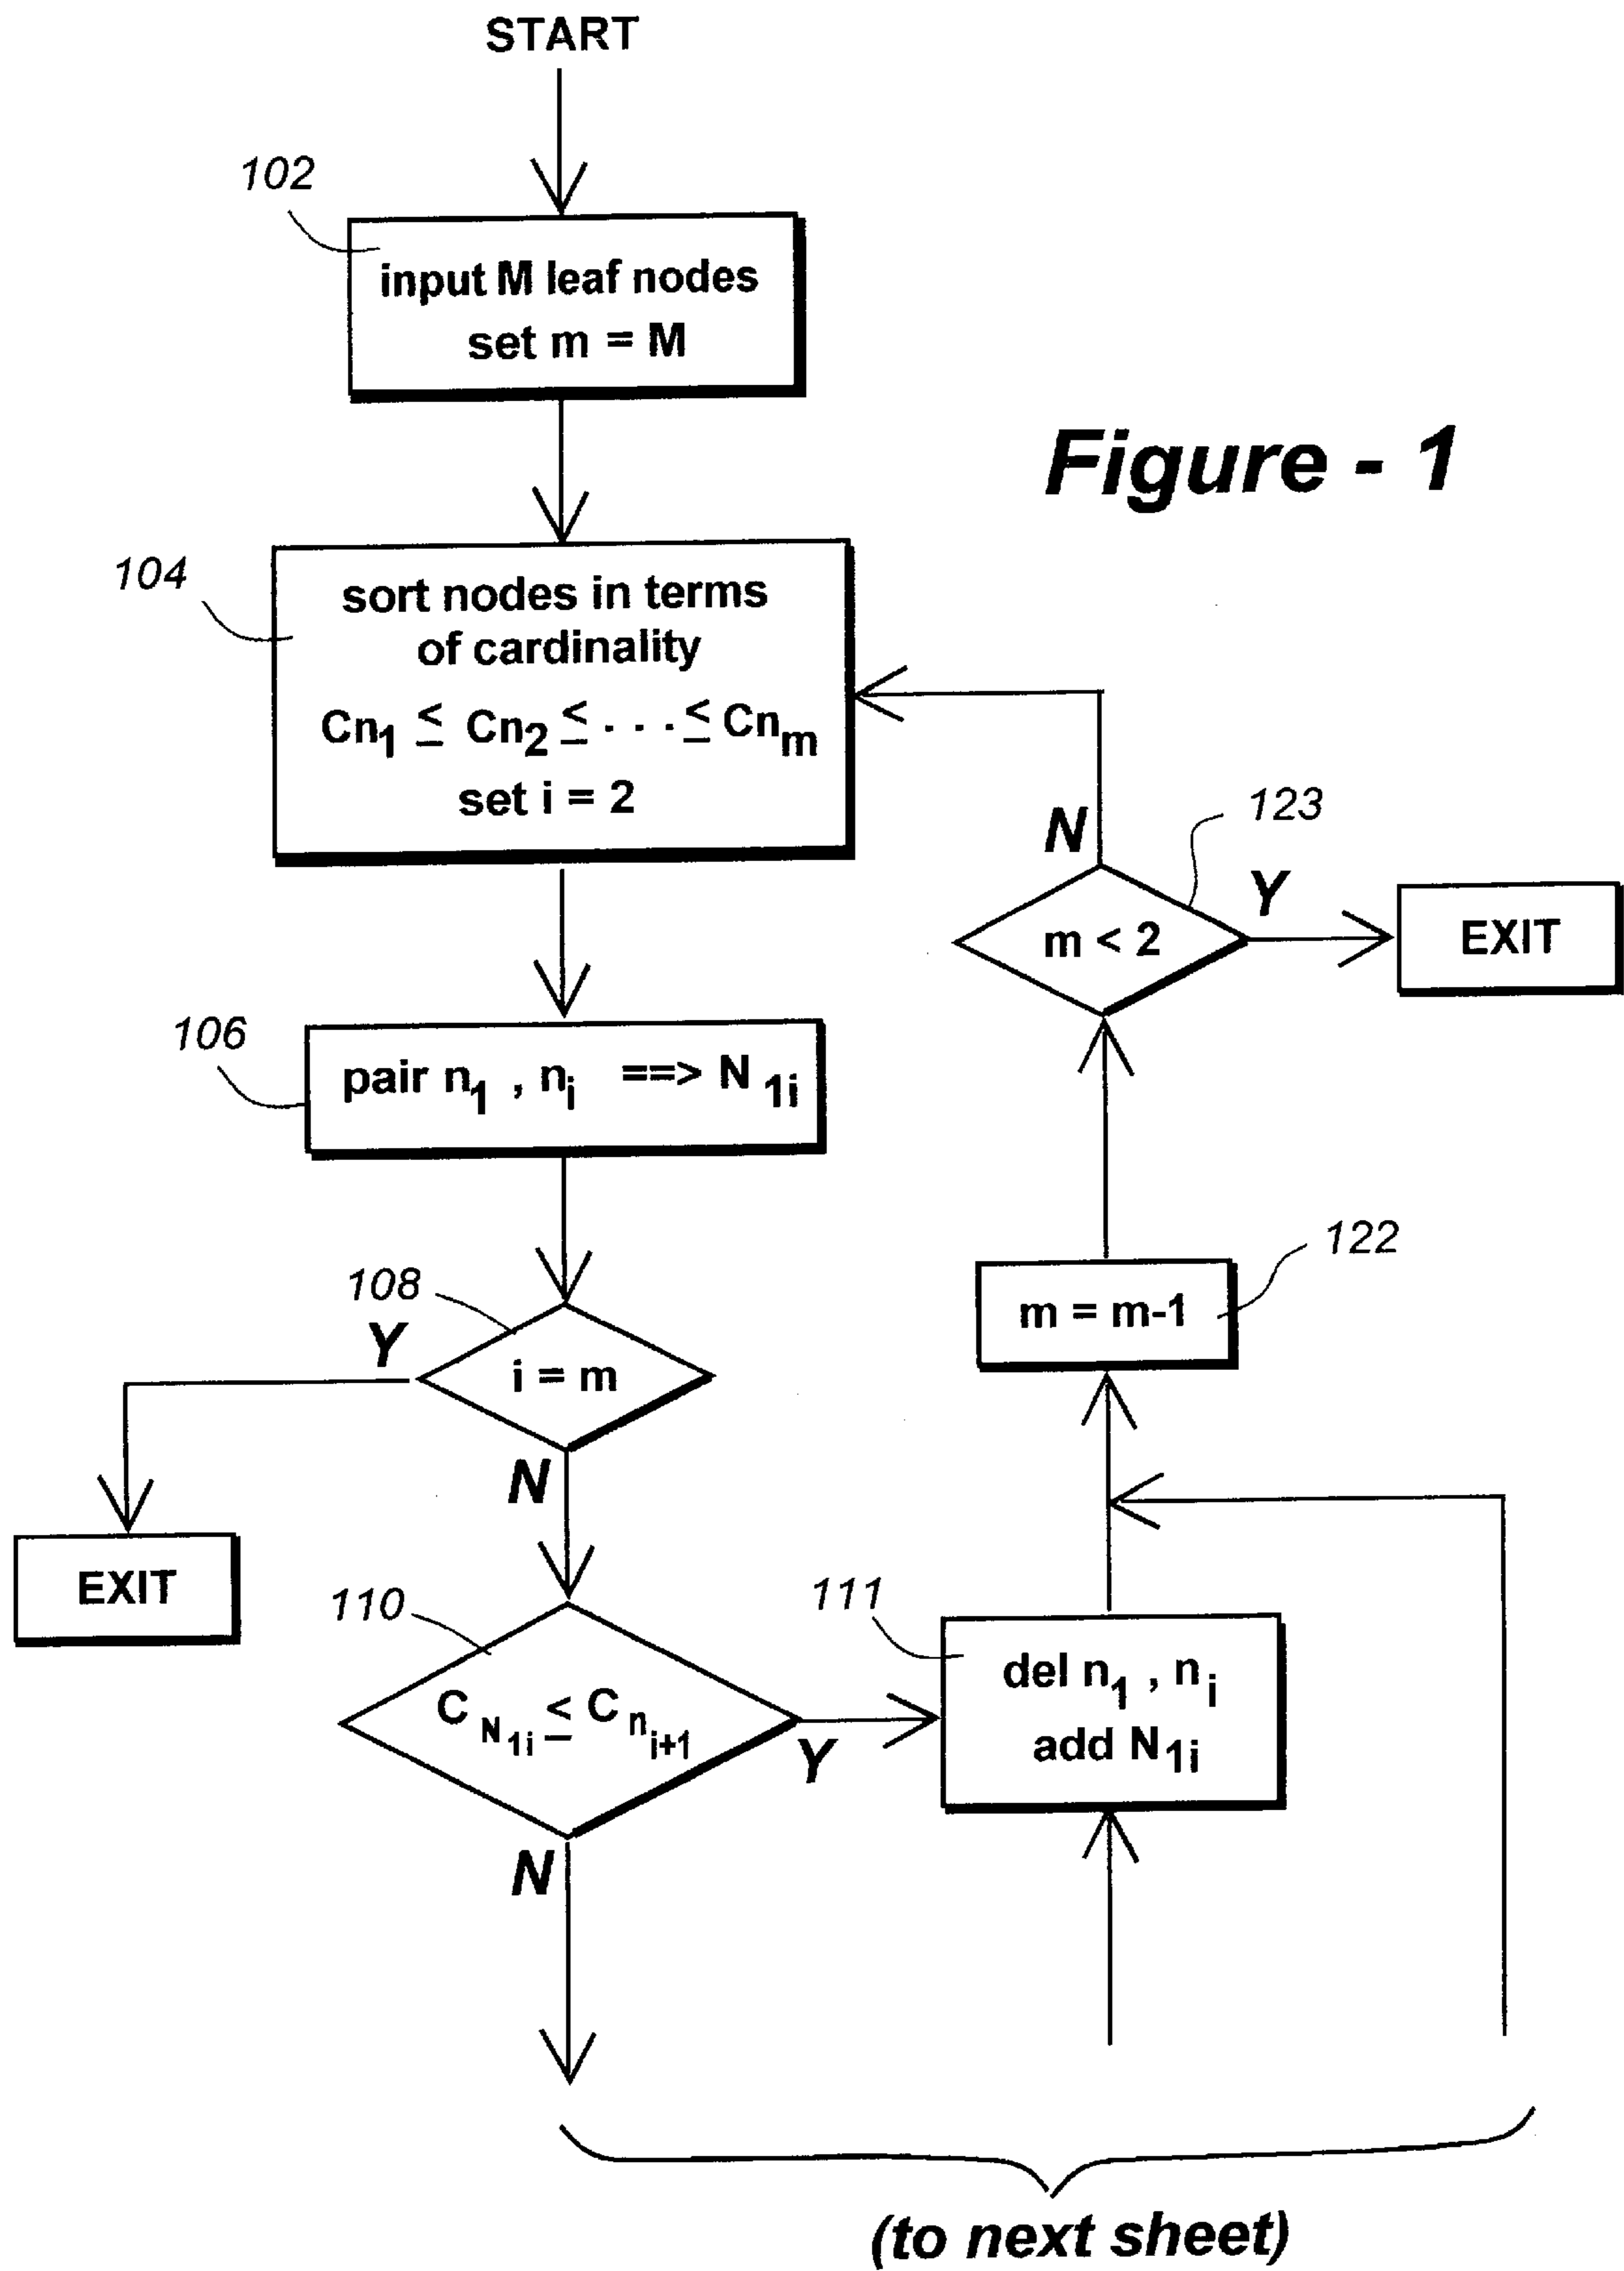 START
102
input M leaf nodes
set m = M
Figure - 1
104
sort nodes in terms
of cardinality
Cn₁ ≤ Cn₂ ≤ · · · ≤ Cnₘ
set i = 2
N
123
Y
m < 2
EXIT
106
pair n₁ , nᵢ ==> N₁ᵢ
108
Y
i = m
N
EXIT
122
m = m-1
110
C_N₁ᵢ ≤ C_nᵢ₊₁
Y
N
111
del n₁ , nᵢ
add N₁ᵢ
(to next sheet)